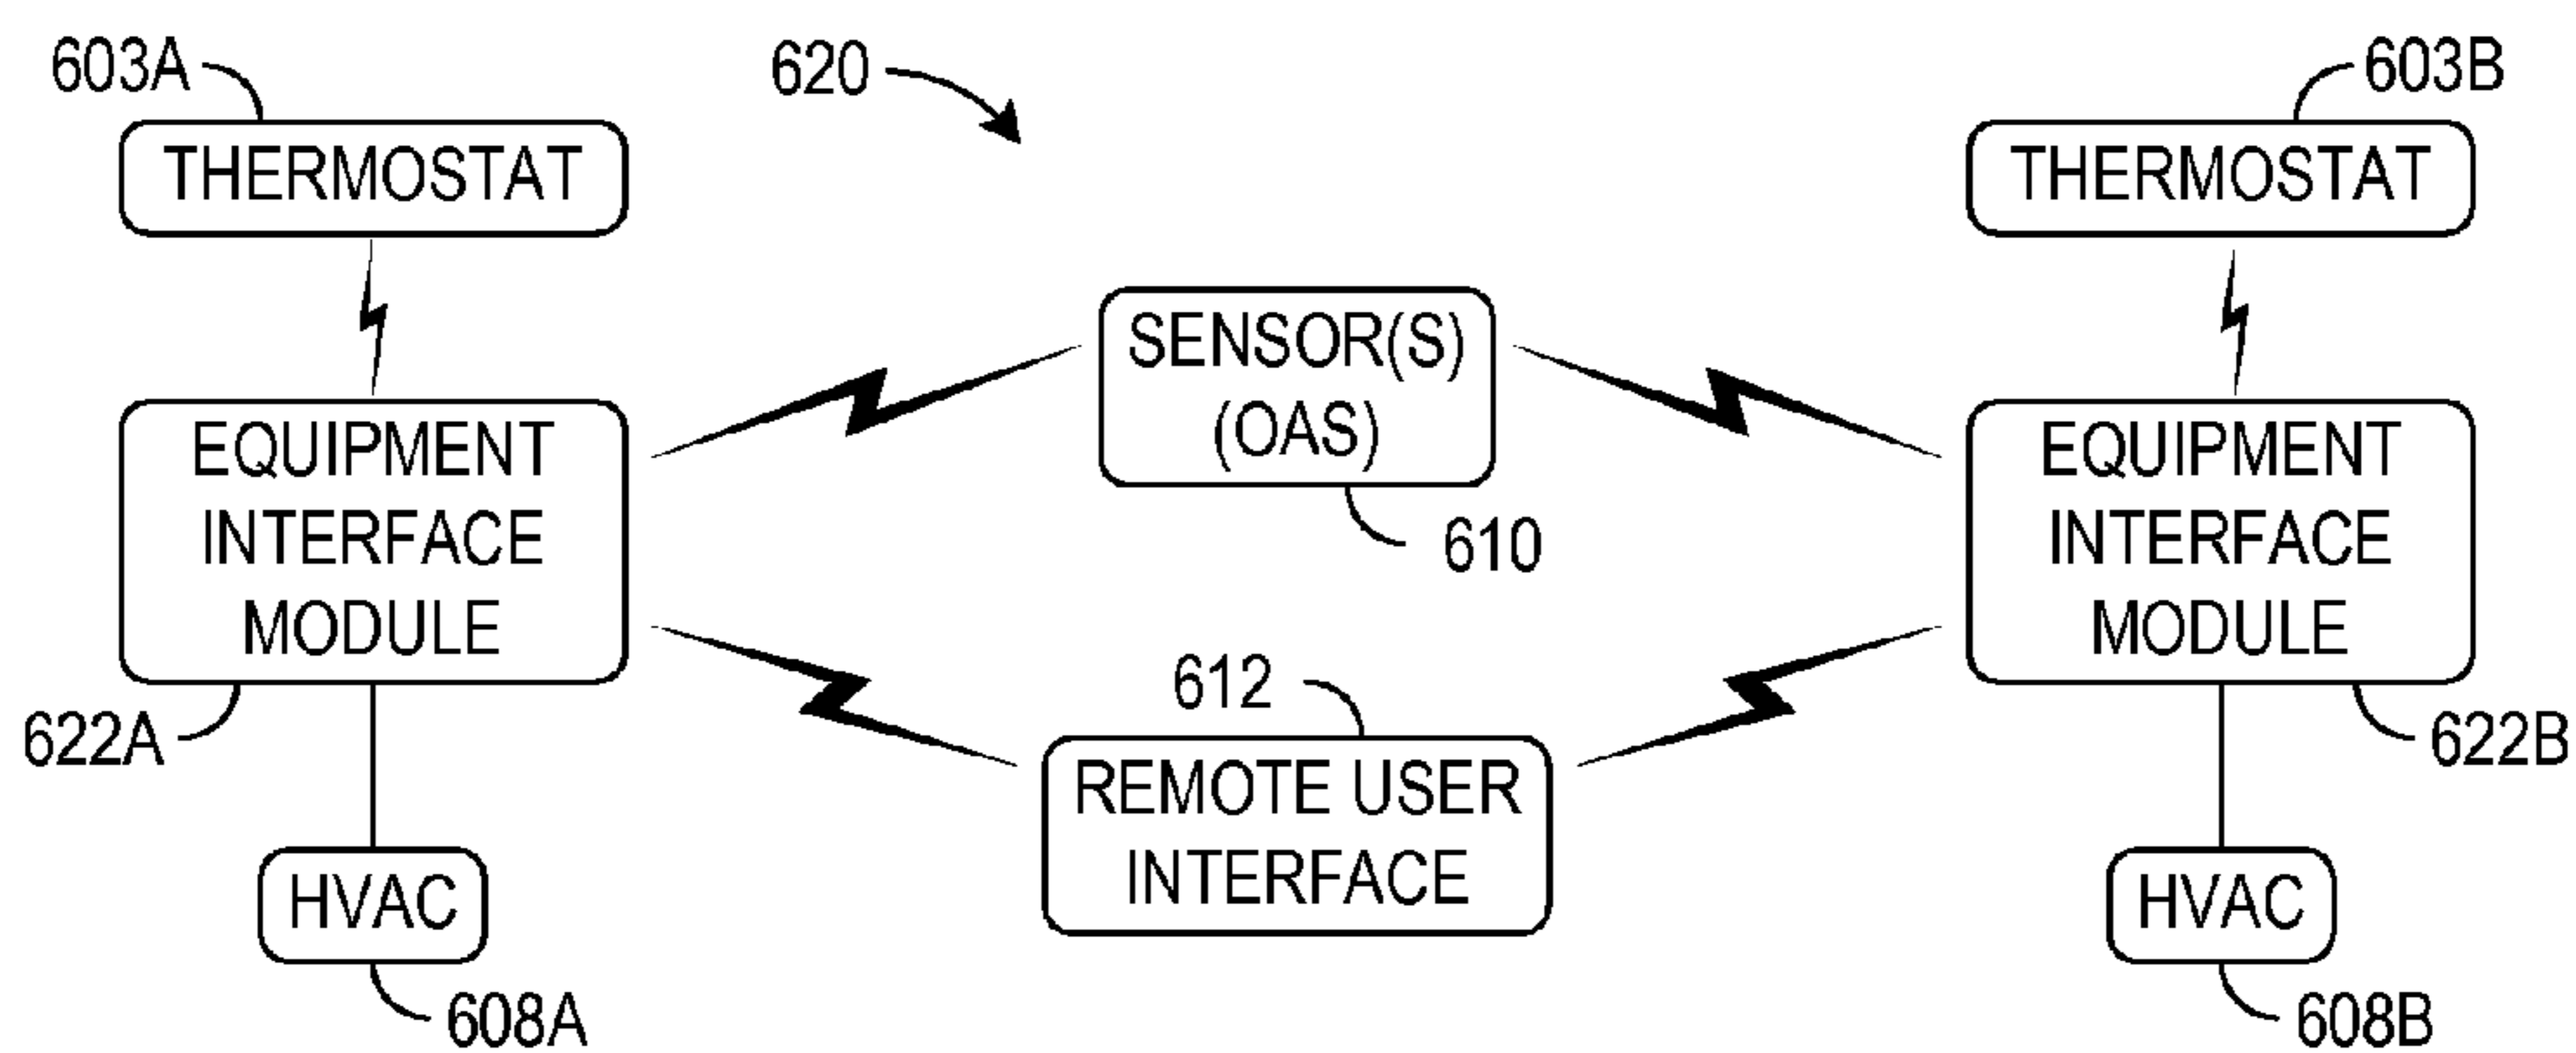 603A
620
603B
THERMOSTAT
THERMOSTAT
SENSOR(S)
(OAS)
610
EQUIPMENT
INTERFACE
MODULE
622A
EQUIPMENT
INTERFACE
MODULE
622B
612
REMOTE USER
INTERFACE
HVAC
608A
HVAC
608B